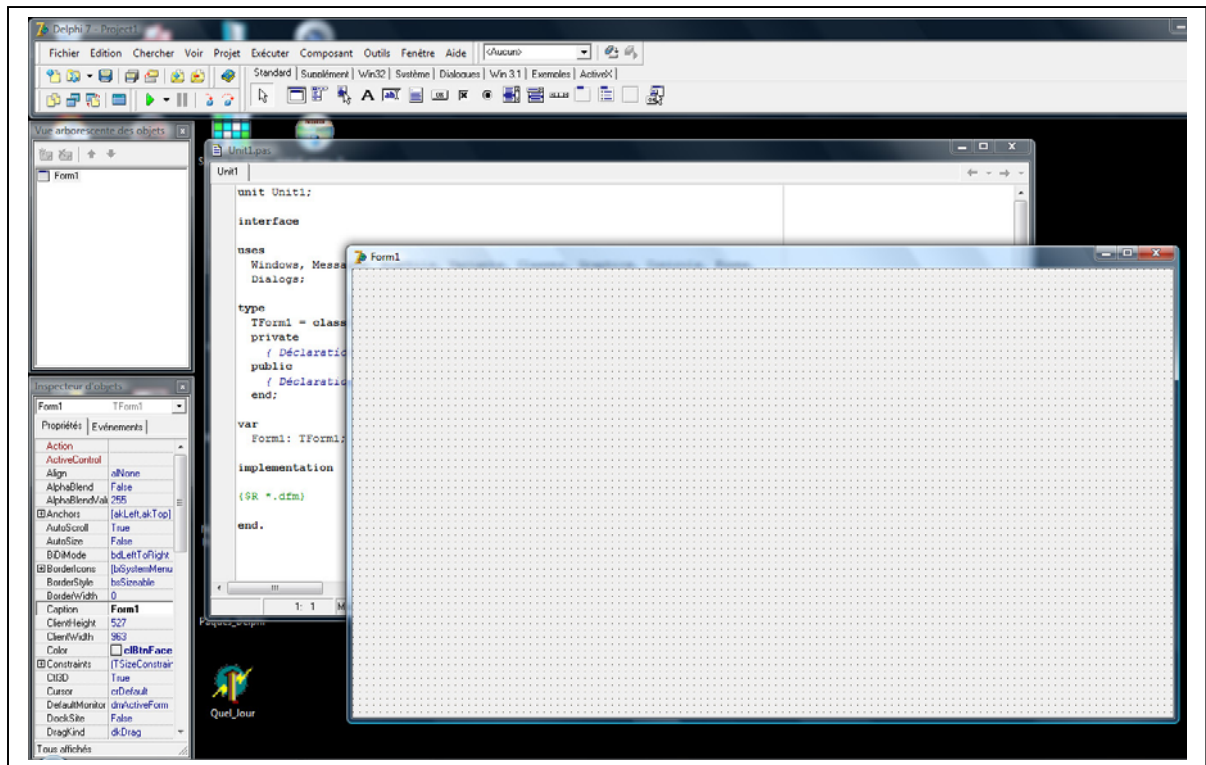 Delphi 7 - Project1
Fichier Edition Chercher Voir Projet Exécuter Composant Outils Fenêtre Aide <Aucun>
Standard Supplément Win32 Système Dialogues Win 3.1 Exemples ActiveX
Vue arborescente des objets
Form1
Unit1.pas
Unit1
unit Unit1;
interface
uses
Windows, Messa
Dialogs;
type
TForm1 = class
private
{ Déclaratio
public
{ Déclaratio
end;
var
Form1: TForm1;
implementation
{$R *.dfm}
end.
1: 1 M
Form1
Inspecteur d'objets
Form1 TForm1
Propriétés Evénements
Action
ActiveControl
Align alNone
AlphaBlend False
AlphaBlendVal 255
Anchors [akLeft,akTop]
AutoScroll True
AutoSize False
BiDiMode bdLeftToRight
BorderIcons [biSystemMenu
BorderStyle bsSizeable
BorderWidth 0
Caption Form1
ClientHeight 527
ClientWidth 963
Color clBtnFace
Constraints (TSizeConstrair
Ctl3D True
Cursor crDefault
DefaultMonitor dmActiveForm
DockSite False
DragKind dkDrag
Tous affichés
Quel_Jour